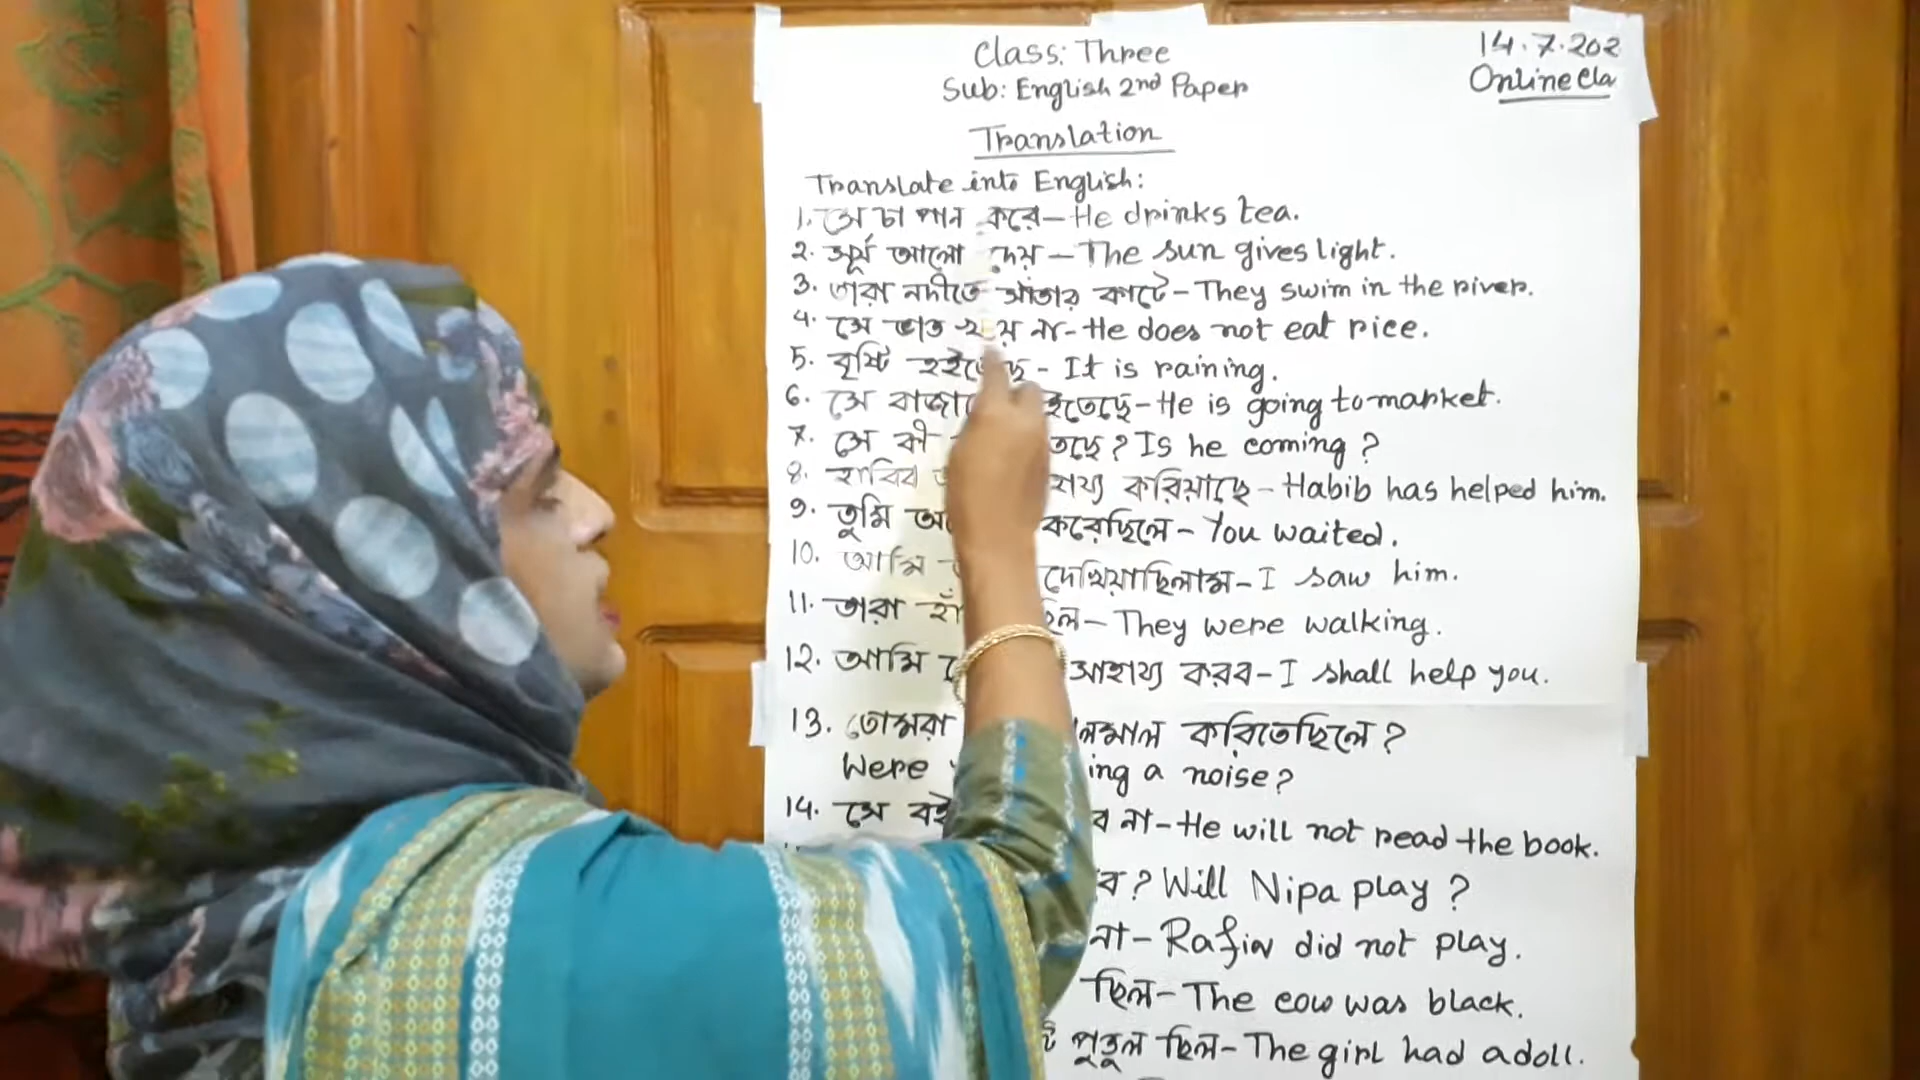 Class: Three
14.7.202
Sub: English 2nd Paper
Online Cla
Translation
Translate into English:
1. সে চা পান করে – He drinks tea.
2. সূর্য আলো দেয় – The sun gives light.
3. তারা নদীতে সাঁতার কাটে – They swim in the river.
4. সে ভাত খায় না - He does not eat rice.
5. বৃষ্টি হইতেছে - It is raining.
6. সে ইতেছে - He is going to market.
7. সে কী তেছে? Is he coming?
8. হাবিব করিয়াছে – Habib has helped him.
9. তুমি করেছিলে – You waited.
10. আমি দেখিয়াছিলাম – I saw him.
11. তারা – They were walking.
12. আমি সাহায্য করব – I shall help you.
13. তোমরা করিতেছিলে?
Were ing a noise?
14. সে বই না – He will not read the book.
? Will Nipa play?
না – Rafin did not play.
ছিল – The cow was black.
পুতুল ছিল – The girl had a doll.